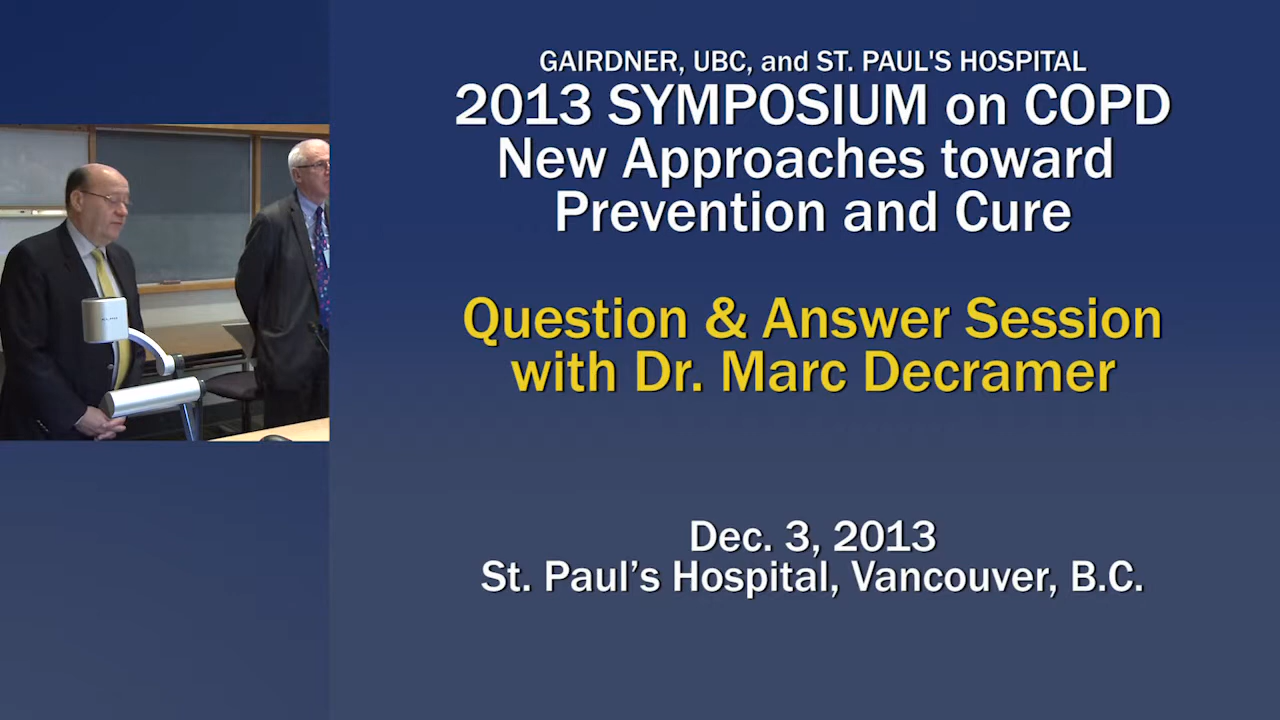 GAIRDNER, UBC, and ST. PAUL'S HOSPITAL
2013 SYMPOSIUM on COPD
New Approaches toward
Prevention and Cure
Question & Answer Session
with Dr. Marc Decramer
Dec. 3, 2013
St. Paul’s Hospital, Vancouver, B.C.